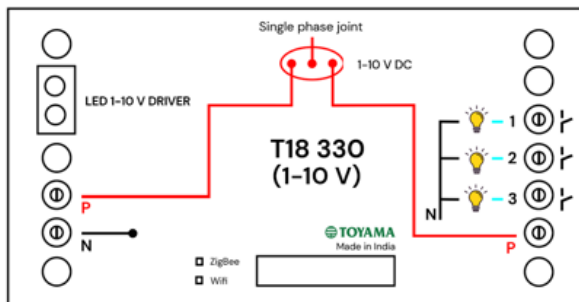 Single phase joint
1-10 V DC
LED 1-10 V DRIVER
T18 330
(1-10 V)
1
2
3
N
P
N
P
TOYAMA
Made in India
ZigBee
Wifi